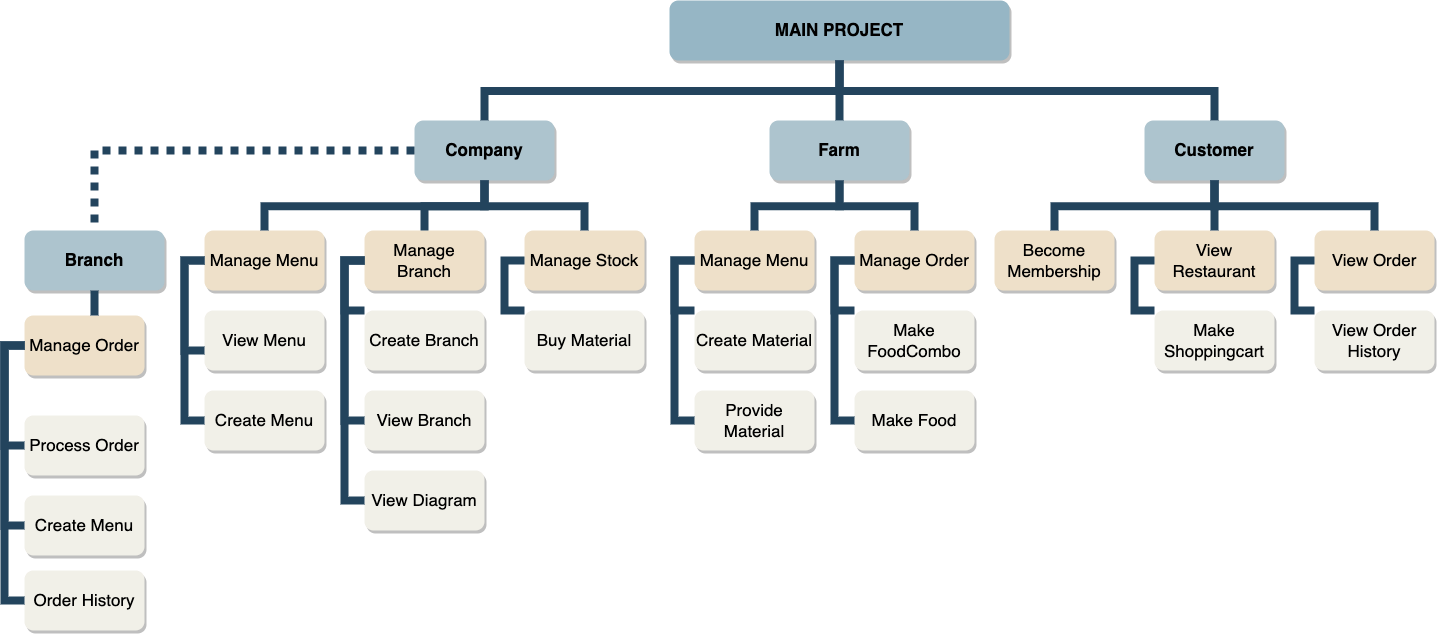 MAIN PROJECT
Company
Farm
Customer
Branch
Manage Menu
Manage
Branch
Manage Stock
Manage Menu
Manage Order
Become
Membership
View
Restaurant
View Order
Manage Order
View Menu
Create Branch
Buy Material
Create Material
Make
FoodCombo
Make
Shoppingcart
View Order
History
Process Order
Create Menu
View Branch
Provide
Material
Make Food
Create Menu
View Diagram
Order History